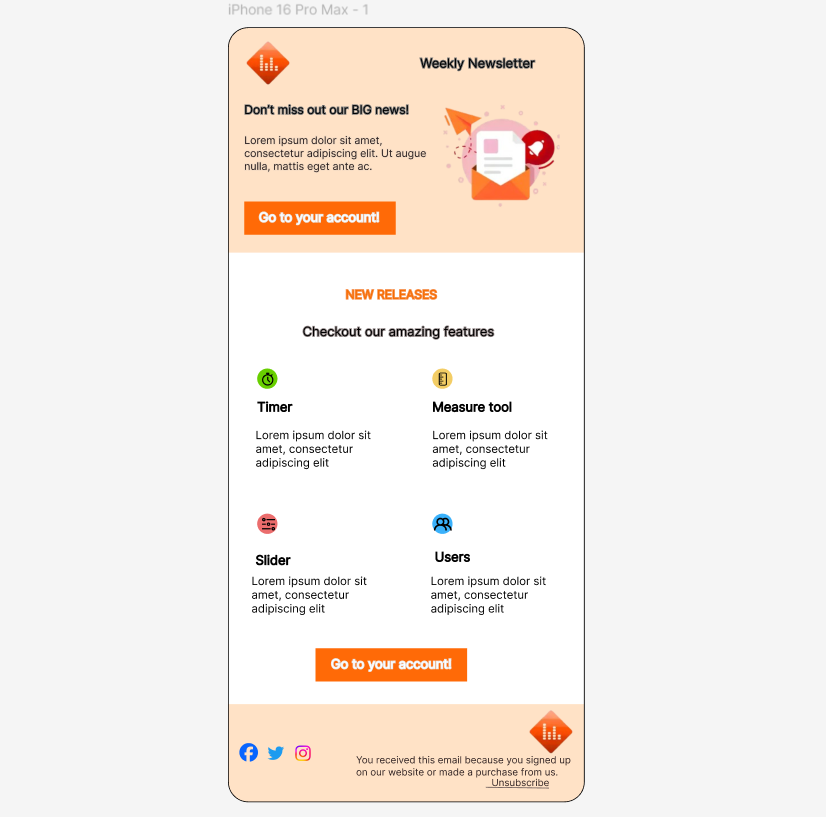 iPhone 16 Pro Max - 1
Weekly Newsletter
Don't miss out our BIG news!
Lorem ipsum dolor sit amet,
consectetur adipiscing elit. Ut augue
nulla, mattis eget ante ac.
Go to your account!
NEW RELEASES
Checkout our amazing features
Timer
Lorem ipsum dolor sit
amet, consectetur
adipiscing elit
Measure tool
Lorem ipsum dolor sit
amet, consectetur
adipiscing elit
Slider
Lorem ipsum dolor sit
amet, consectetur
adipiscing elit
Users
Lorem ipsum dolor sit
amet, consectetur
adipiscing elit
Go to your account!
You received this email because you signed up
on our website or made a purchase from us.
Unsubscribe